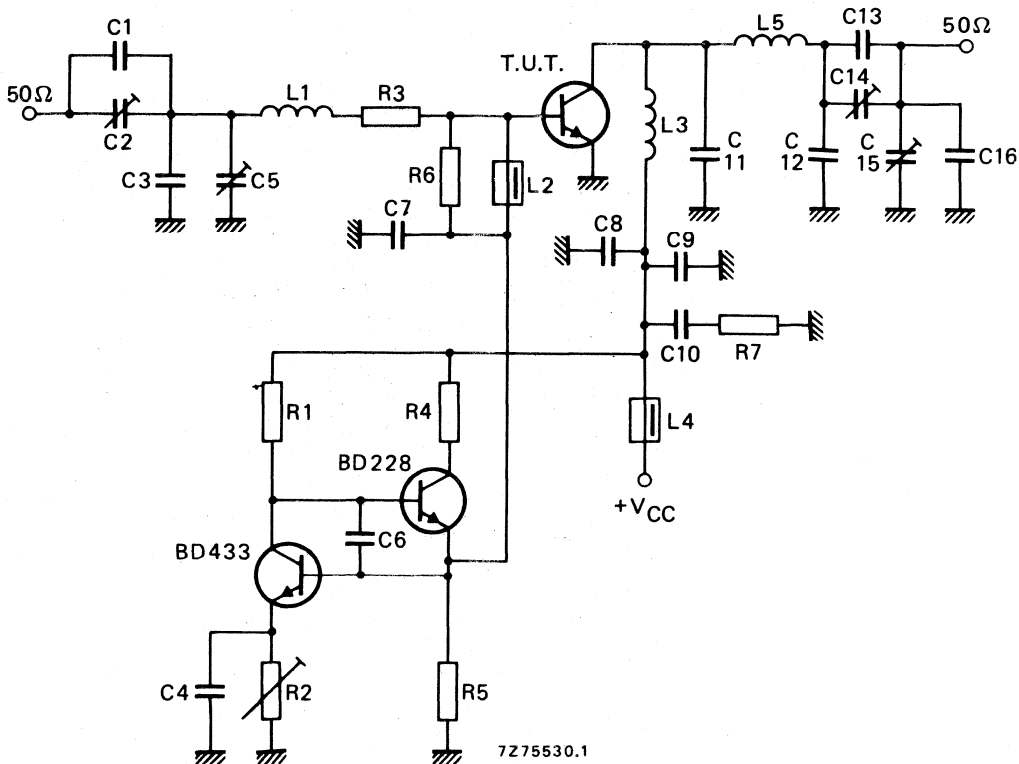 C1
C13
50Ω
L5
T.U.T.
C14
50Ω
L1
R3
C2
L3
C
11
C
12
C
15
C16
C3
C5
R6
L2
C7
C8
C9
C10
R7
R1
R4
L4
BD228
+VCC
C6
BD433
C4
R2
R5
7Z75530.1